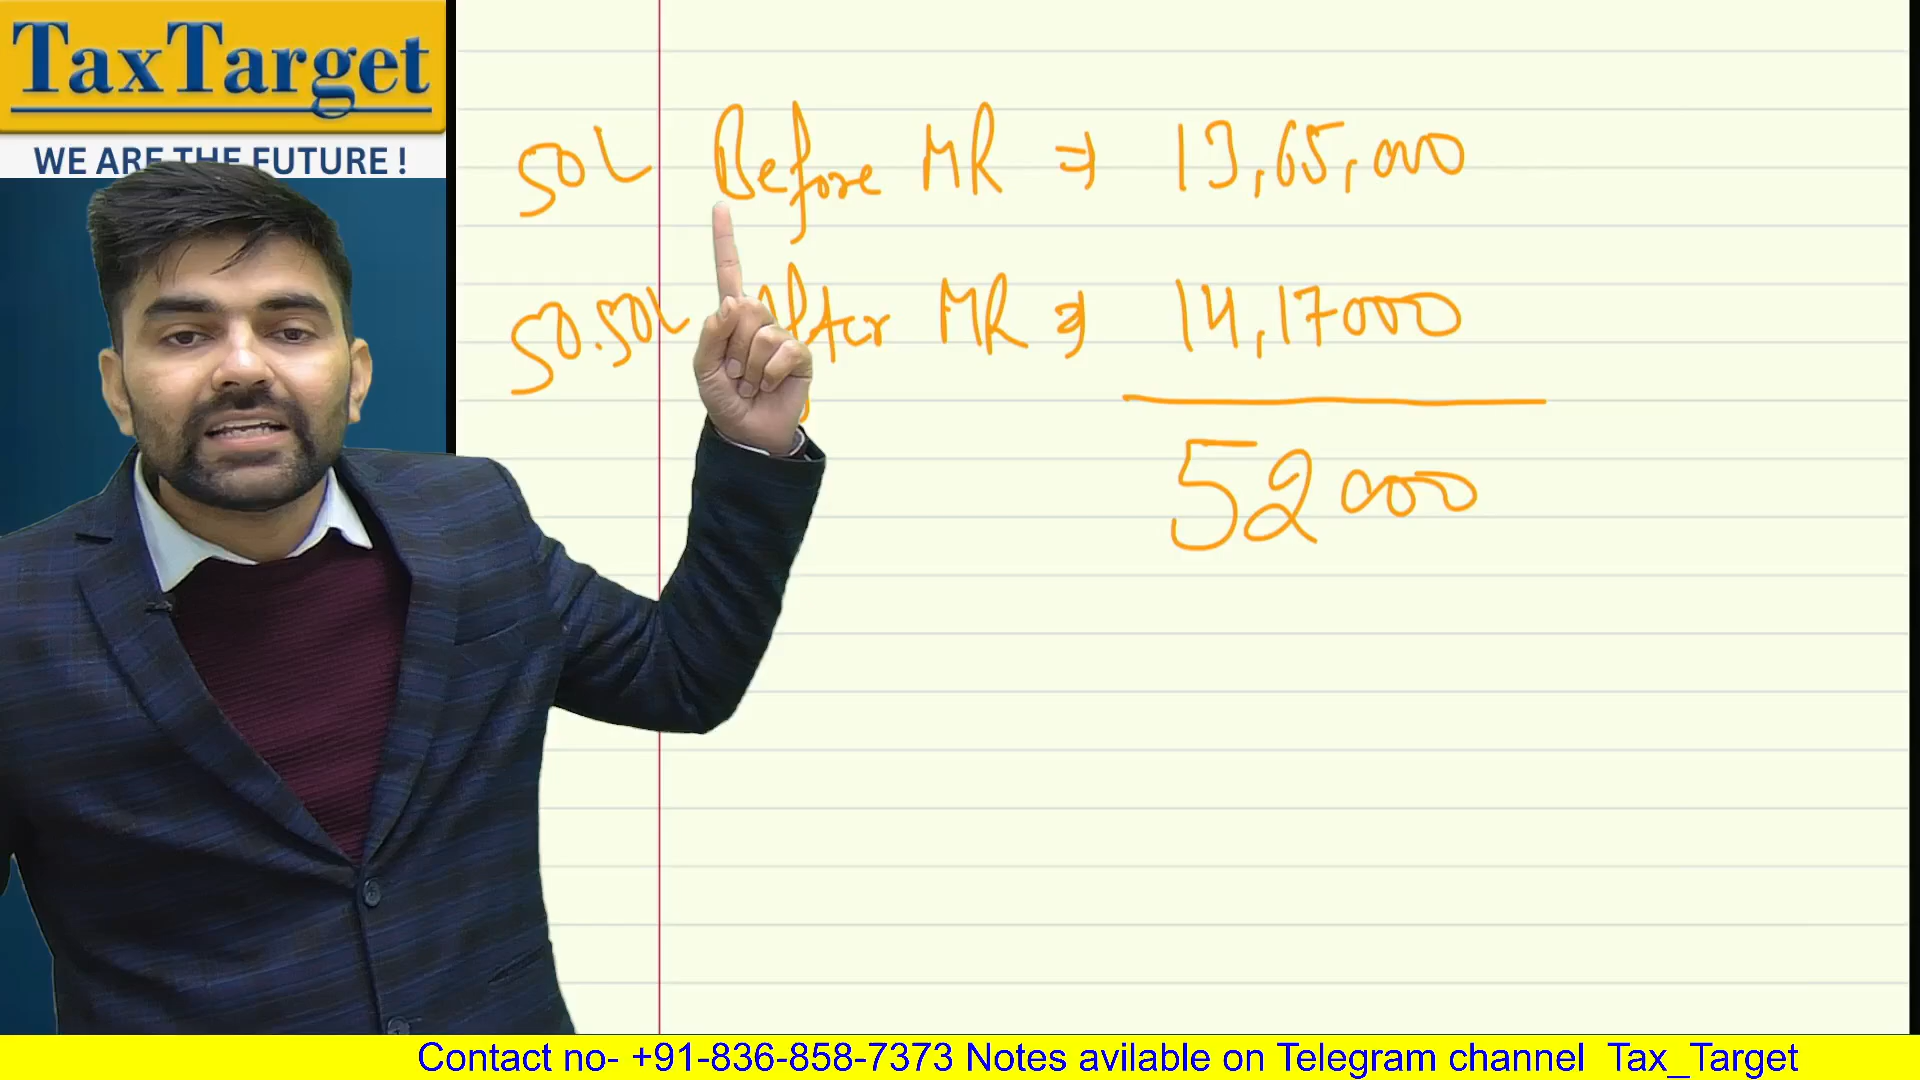 TaxTarget
WE ARE THE FUTURE !
50L Before MR ⇒ 13,65,000
50.50L After MR ⇒ 14,17000
52000
Contact no- +91-836-858-7373 Notes avilable on Telegram channel Tax_Target